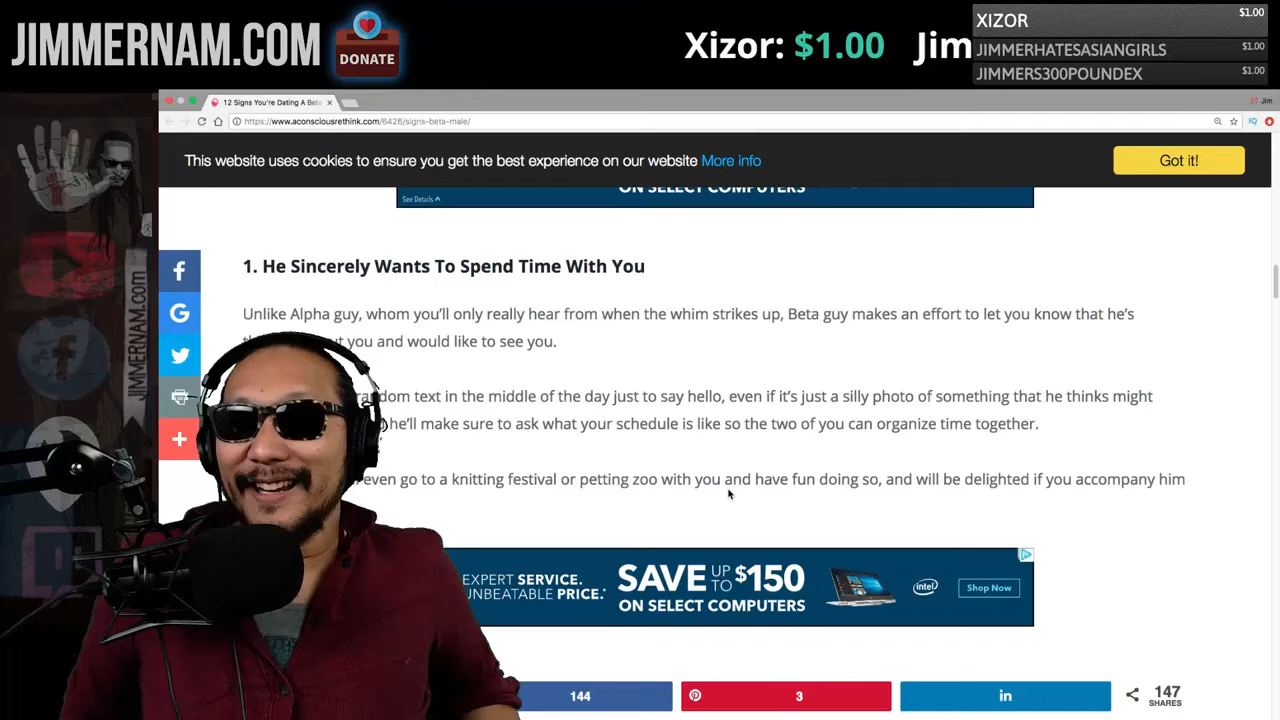 JIMMERNAM.COM
DONATE
Xizor: $1.00 Jim
XIZOR $1.00
JIMMERHATESASIANGIRLS $1.00
JIMMERS300POUNDEX $1.00
12 Signs You're Dating A Beta
Jim
https://www.aconsciousrethink.com/6426/signs-beta-male/
This website uses cookies to ensure you get the best experience on our website More info
Got it!
ON SELECT COMPUTERS
See Details
1. He Sincerely Wants To Spend Time With You
Unlike Alpha guy, whom you'll only really hear from when the whim strikes up, Beta guy makes an effort to let you know that he's
you and would like to see you.
random text in the middle of the day just to say hello, even if it's just a silly photo of something that he thinks might
he'll make sure to ask what your schedule is like so the two of you can organize time together.
even go to a knitting festival or petting zoo with you and have fun doing so, and will be delighted if you accompany him
JIMMERNAM.COM
EXPERT SERVICE.
UNBEATABLE PRICE.
SAVE UP TO $150
ON SELECT COMPUTERS
intel
Shop Now
144
3
in
147
SHARES